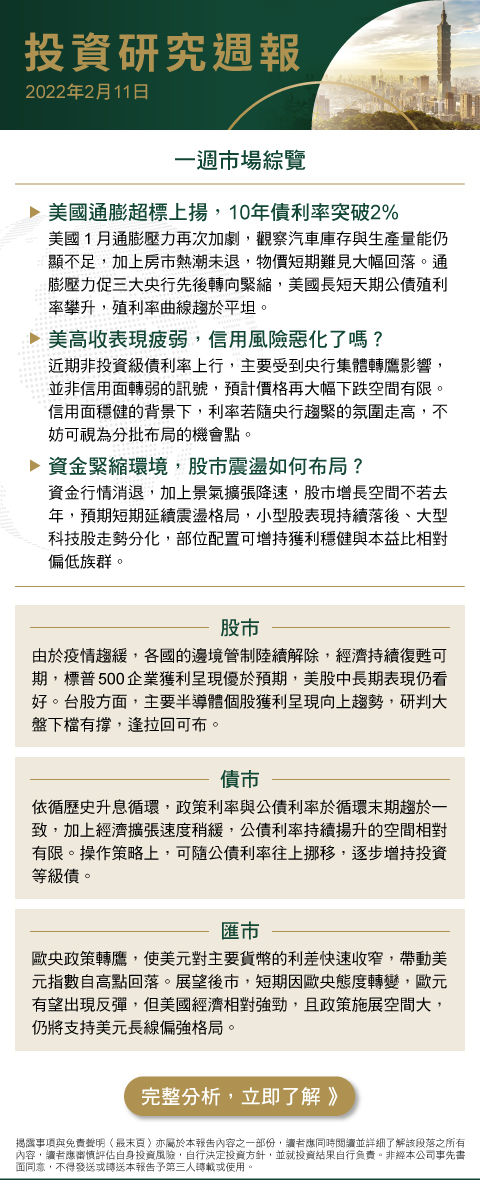 投資研究週報
2022年2月11日
一週市場綜覽
美國通膨超標上揚，10年債利率突破2%
美國 1 月通膨壓力再次加劇，觀察汽車庫存與生產量能仍
顯不足，加上房市熱潮未退，物價短期難見大幅回落。通
膨壓力促三大央行先後轉向緊縮，美國長短天期公債殖利
率攀升，殖利率曲線趨於平坦。
美高收表現疲弱，信用風險惡化了嗎？
近期非投資級債利率上行，主要受到央行集體轉鷹影響，
並非信用面轉弱的訊號，預計價格再大幅下跌空間有限。
信用面穩健的背景下，利率若隨央行趨緊的氛圍走高，不
妨可視為分批布局的機會點。
資金緊縮環境，股市震盪如何布局？
資金行情消退，加上景氣擴張降速，股市增長空間不若去
年，預期短期延續震盪格局，小型股表現持續落後、大型
科技股走勢分化，部位配置可增持獲利穩健與本益比相對
偏低族群。
股市
由於疫情趨緩，各國的邊境管制陸續解除，經濟持續復甦可
期，標普 500 企業獲利呈現優於預期，美股中長期表現仍看
好。台股方面，主要半導體個股獲利呈現向上趨勢，研判大
盤下檔有撐，逢拉回可布。
債市
依循歷史升息循環，政策利率與公債利率於循環末期趨於一
致，加上經濟擴張速度稍緩，公債利率持續揚升的空間相對
有限。操作策略上，可隨公債利率往上挪移，逐步增持投資
等級債。
匯市
歐央政策轉鷹，使美元對主要貨幣的利差快速收窄，帶動美
元指數自高點回落。展望後市，短期因歐央態度轉變，歐元
有望出現反彈，但美國經濟相對強勁，且政策施展空間大，
仍將支持美元長線偏強格局。
完整分析，立即了解 》
揭露事項與免責聲明（最末頁）亦屬於本報告內容之一部份，讀者應同時閱讀並詳細了解該段落之所有
內容，讀者應審慎評估自身投資風險，自行決定投資方針，並就投資結果自行負責。非經本公司事先書
面同意，不得發送或轉送本報告予第三人轉載或使用。